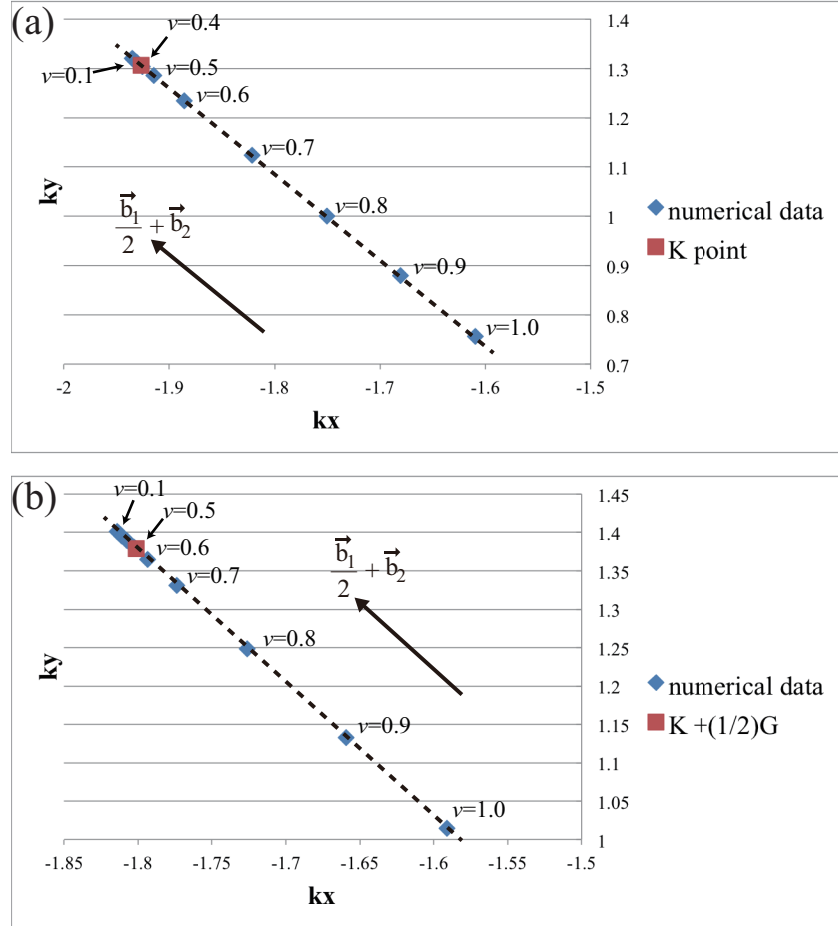 (a)
v=0.4
1.4
v=0.1
v=0.5
1.3
v=0.6
1.2
v=0.7
1.1
ky
b1/2 + b2
v=0.8
1
numerical data
K point
v=0.9
0.9
v=1.0
0.8
0.7
-2 -1.9 -1.8 -1.7 -1.6 -1.5
kx
(b)
v=0.1
1.45
v=0.5
1.4
v=0.6
1.35
v=0.7
b1/2 + b2
1.3
v=0.8
1.25
ky
numerical data
1.2
K +(1/2)G
v=0.9
1.15
1.1
v=1.0
1.05
1
-1.85 -1.8 -1.75 -1.7 -1.65 -1.6 -1.55 -1.5
kx